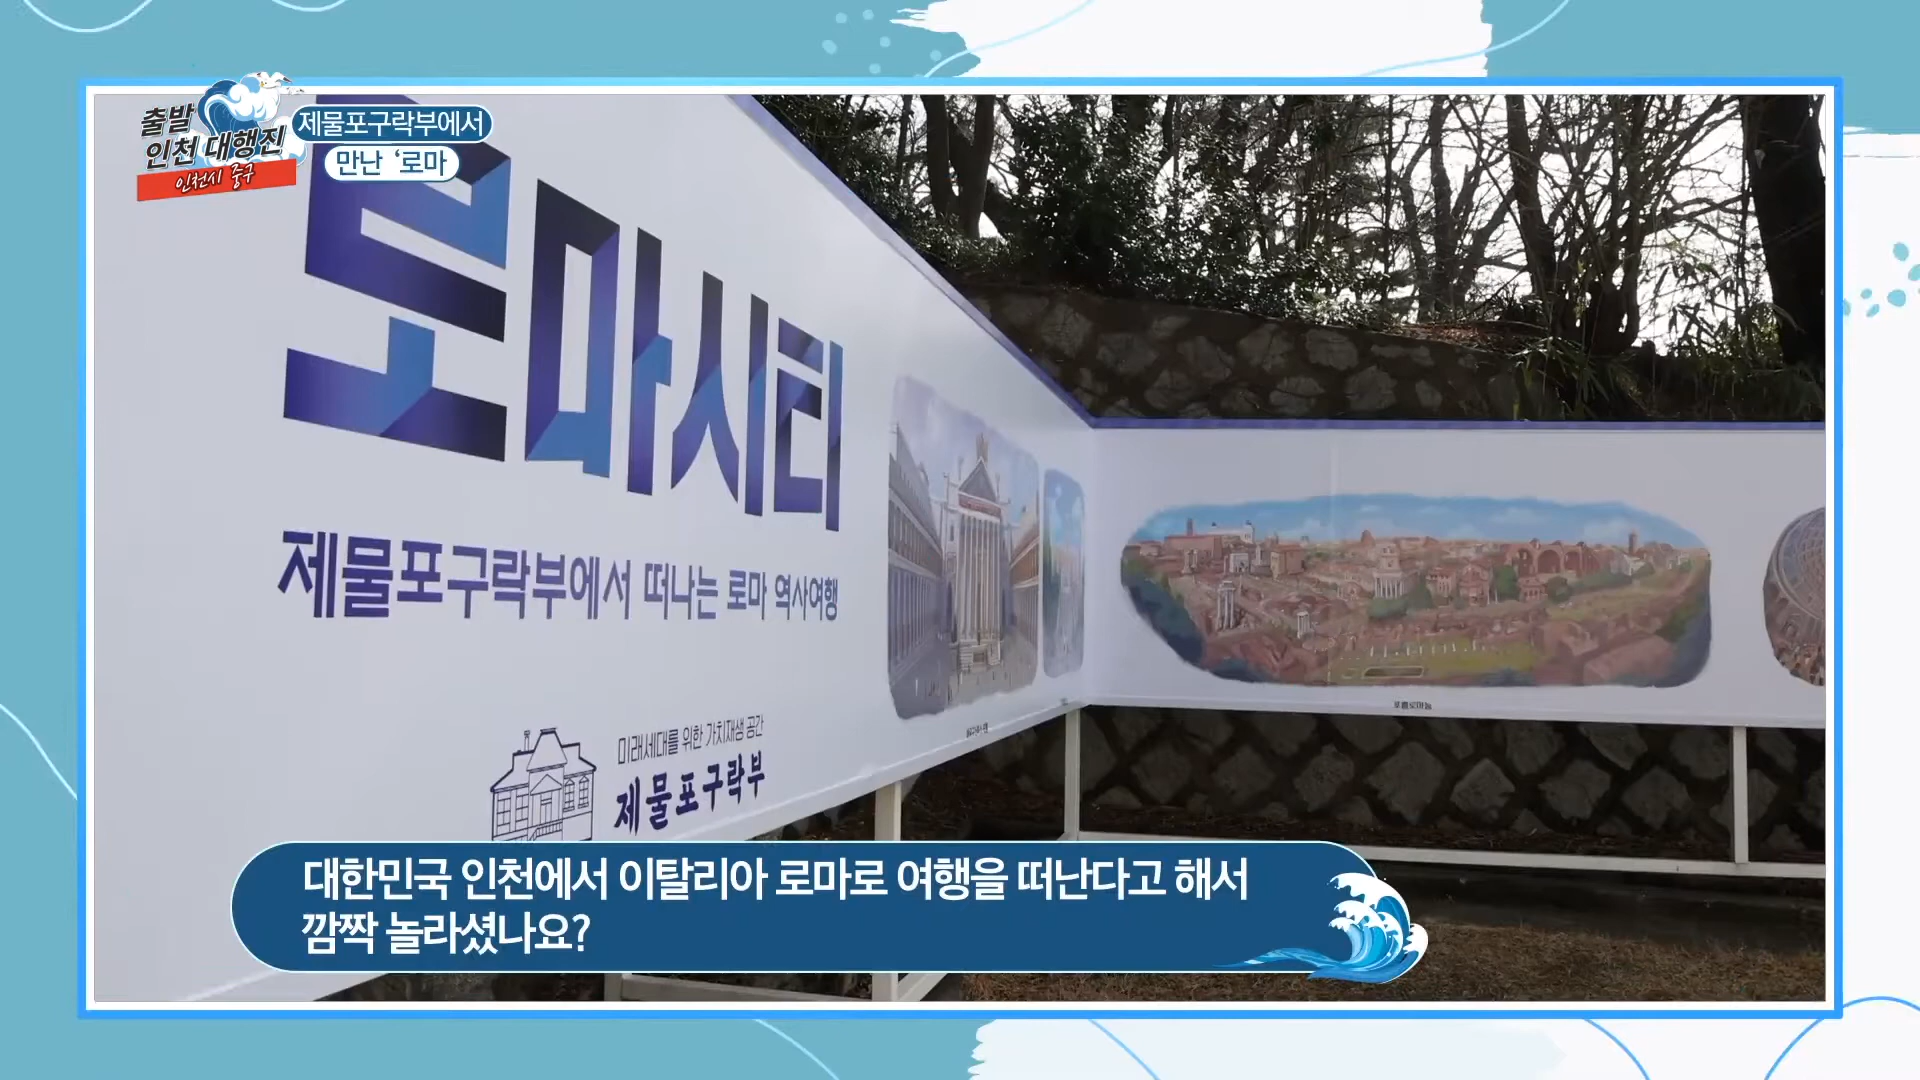 출발
인천 대행진
인천시 중구
제물포구락부에서
만난 ‘로마
로마시티
제물포구락부에서 떠나는 로마 역사여행
미래세대를 위한 가치재생 공간
제물포구락부
포룸로마눔
대한민국 인천에서 이탈리아 로마로 여행을 떠난다고 해서
깜짝 놀라셨나요?